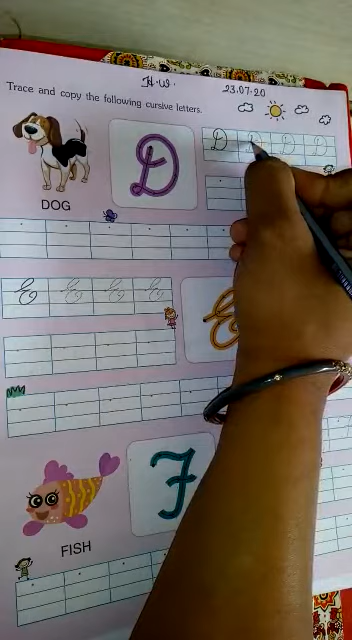 H.W. 23.07.20
Trace and copy the following cursive letters.
D D D D D
DOG
E E E E E
F
FISH